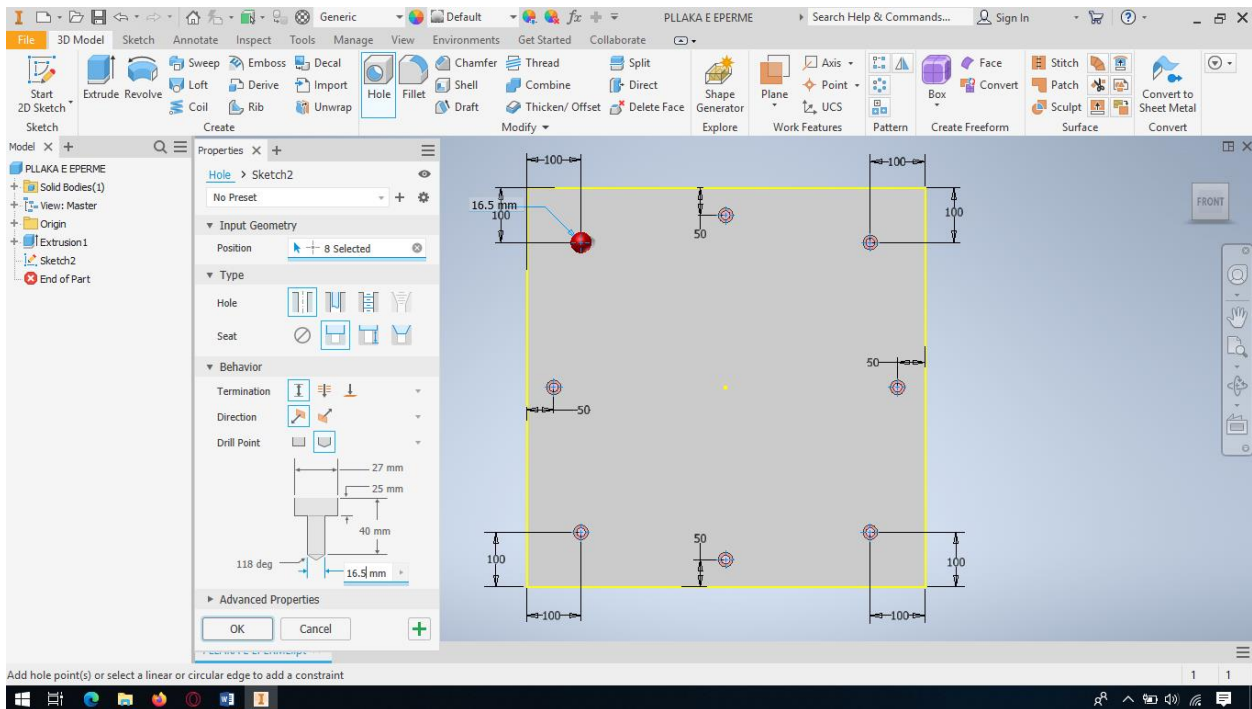 I Generic Default fx PLLAKA E EPERME Search Help & Commands... Sign In
File 3D Model Sketch Annotate Inspect Tools Manage View Environments Get Started Collaborate
Start 2D Sketch
Extrude Revolve
Sweep Emboss Decal
Loft Derive Import
Coil Rib Unwrap
Hole Fillet
Chamfer Thread Split
Shell Combine Direct
Draft Thicken/ Offset Delete Face
Shape Generator
Plane
Axis
Point
UCS
Box
Face
Convert
Stitch
Patch
Sculpt
Convert to Sheet Metal
Sketch Create Modify Explore Work Features Pattern Create Freeform Surface Convert
Model × +
PLLAKA E EPERME
Solid Bodies(1)
View: Master
Origin
Extrusion1
Sketch2
End of Part
Properties × +
Hole > Sketch2
No Preset
Input Geometry
Position 8 Selected
Type
Hole
Seat
Behavior
Termination
Direction
Drill Point
27 mm
25 mm
40 mm
118 deg
16.5 mm
Advanced Properties
OK Cancel +
100
100
16.5 mm
100
50
100
50
50
50
100
100
100
100
FRONT
Add hole point(s) or select a linear or circular edge to add a constraint
1 1